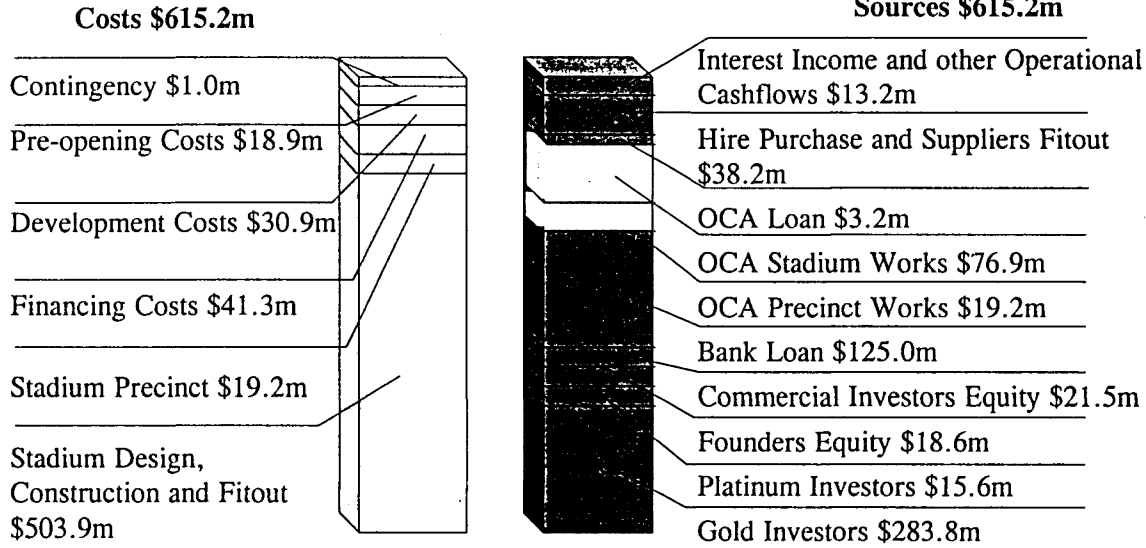 Costs $615.2m
Contingency $1.0m
Pre-opening Costs $18.9m
Development Costs $30.9m
Financing Costs $41.3m
Stadium Precinct $19.2m
Stadium Design,
Construction and Fitout
$503.9m
Sources $615.2m
Interest Income and other Operational
Cashflows $13.2m
Hire Purchase and Suppliers Fitout
$38.2m
OCA Loan $3.2m
OCA Stadium Works $76.9m
OCA Precinct Works $19.2m
Bank Loan $125.0m
Commercial Investors Equity $21.5m
Founders Equity $18.6m
Platinum Investors $15.6m
Gold Investors $283.8m